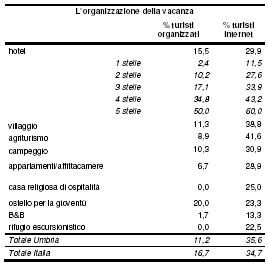 L'organizzazione della vacanza
% turisti organizzati % turisti internet
hotel 15,5 29,9
1 stelle 2,4 11,5
2 stelle 10,2 27,6
3 stelle 17,1 33,9
4 stelle 34,8 43,2
5 stelle 50,0 60,0
villaggio 11,3 38,8
agriturismo 8,9 41,6
campeggio 10,3 30,9
appartamenti/affittacamere 6,7 28,9
casa religiosa di ospitalità 0,0 25,0
ostello per la gioventù 20,0 23,3
B&B 1,7 13,3
rifugio escursionistico 0,0 22,5
Totale Umbria 11,2 35,6
Totale Italia 16,7 34,7